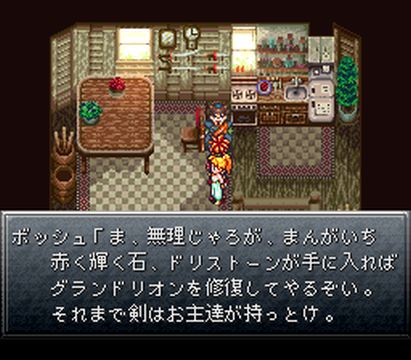 ボッシュ「ま、無理じゃろが、まんがいち
赤く輝く石、ドリストーンが手に入れば
グランドリオンを修復してやるぞい。
それまで剣はお主達が持っとけ。